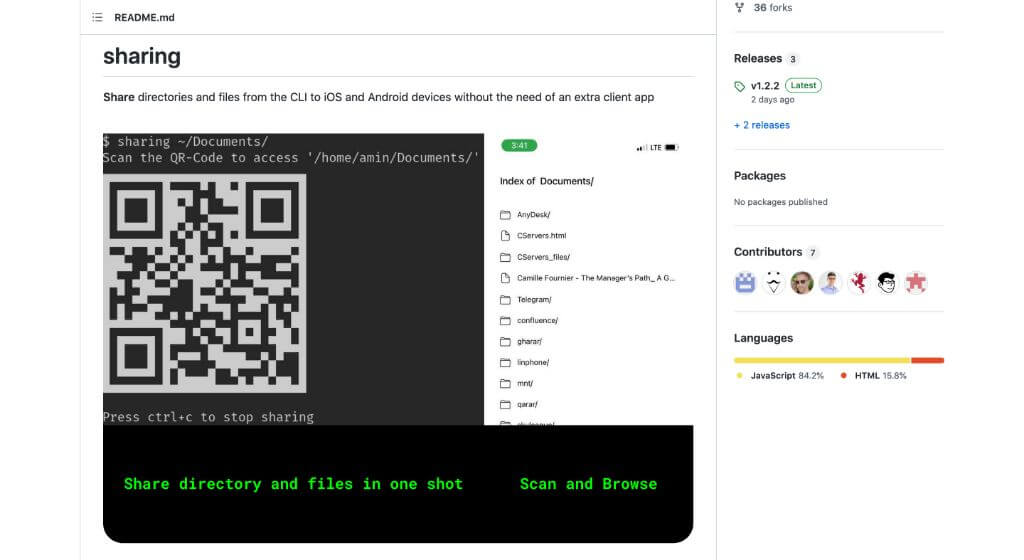 README.md
sharing
Share directories and files from the CLI to iOS and Android devices without the need of an extra client app
$ sharing ~/Documents/
Scan the QR-Code to access '/home/amin/Documents/'
Press ctrl+c to stop sharing
3:41
LTE
Index of Documents/
AnyDesk/
CServers.html
CServers_files/
Camille Fournier - The Manager's Path_ A G...
Telegram/
confluence/
gharar/
linphone/
mnt/
qarar/
Share directory and files in one shot
Scan and Browse
36 forks
Releases 3
v1.2.2 Latest
2 days ago
+ 2 releases
Packages
No packages published
Contributors 7
Languages
JavaScript 84.2% HTML 15.8%